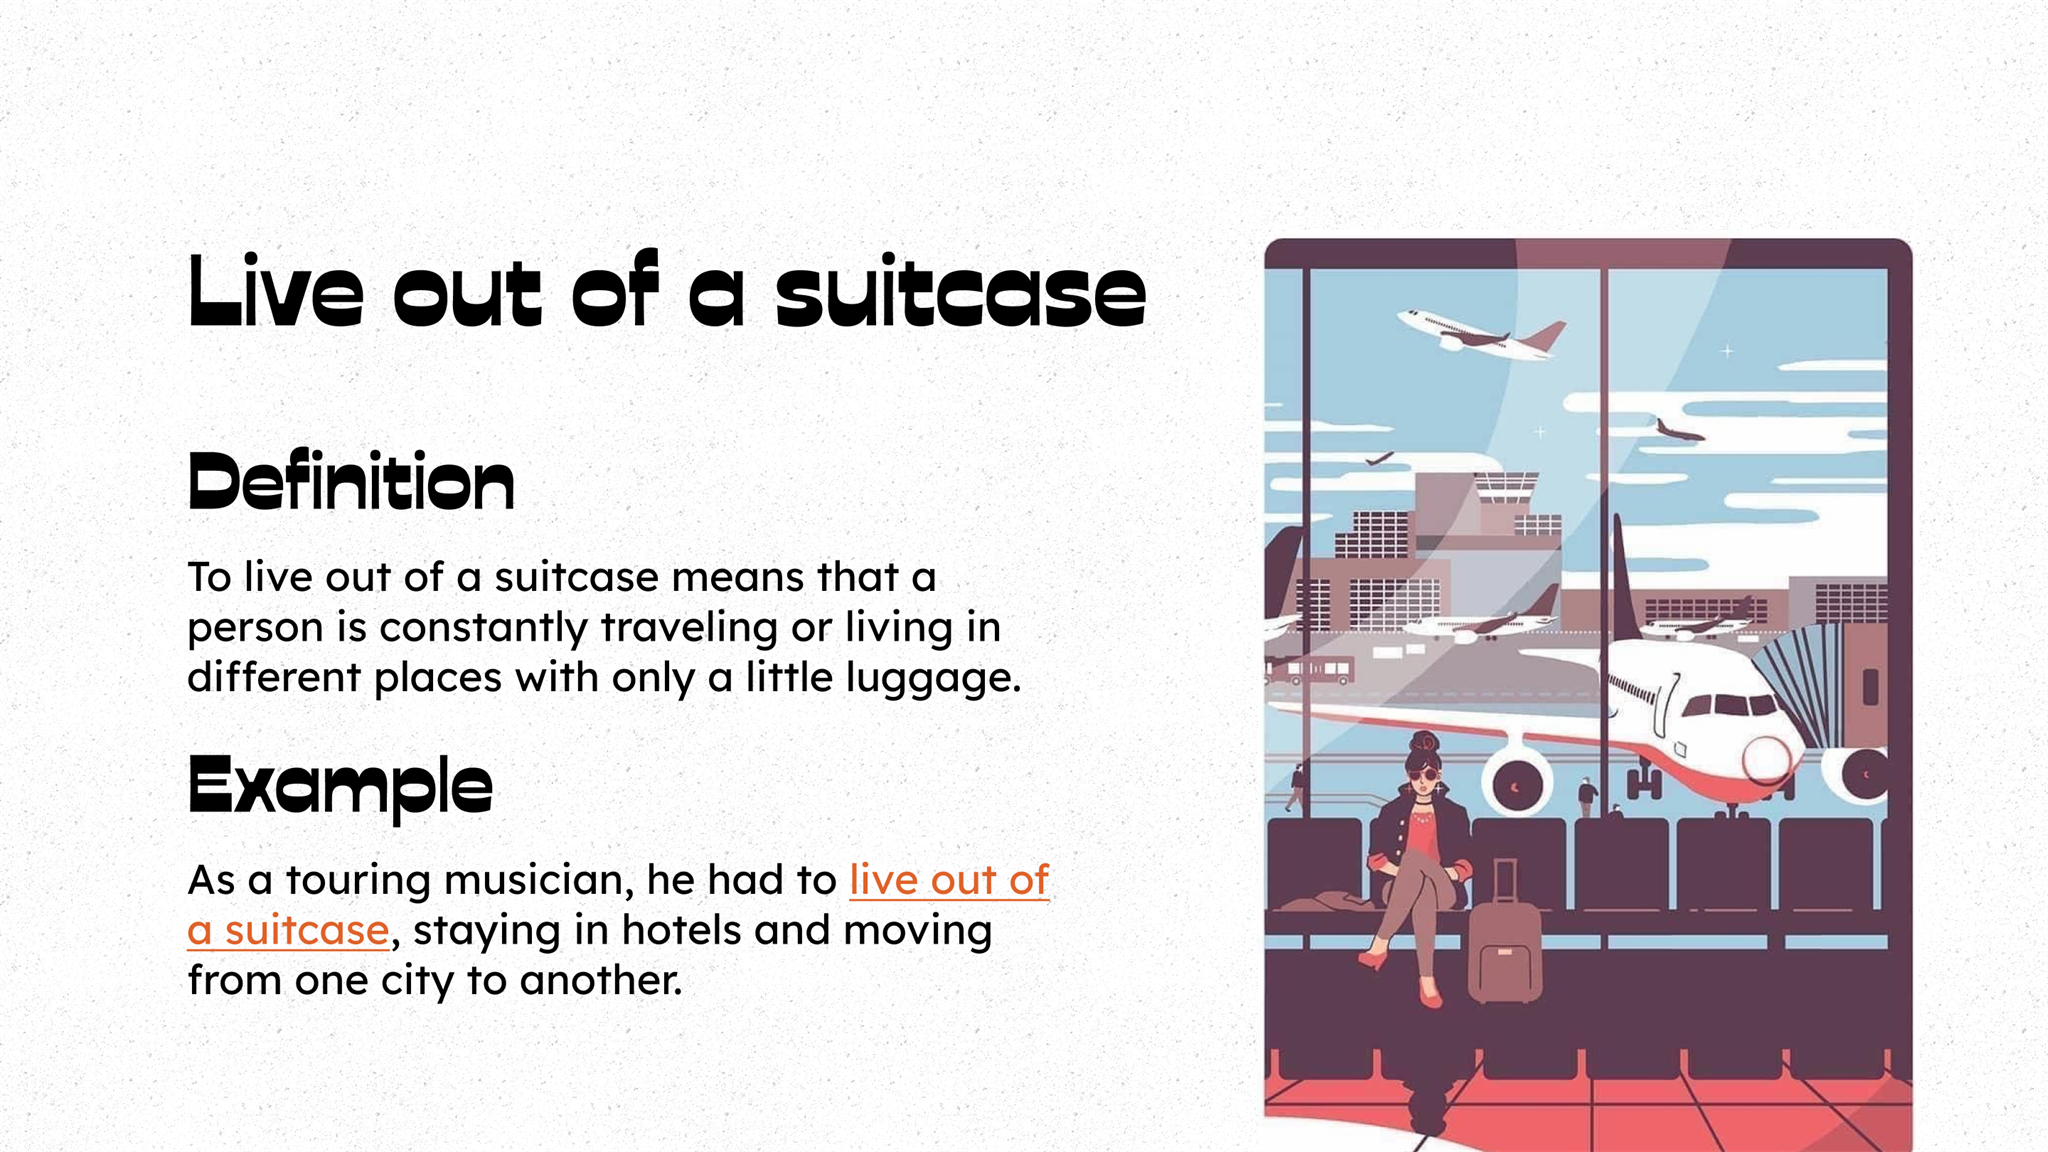 Live out of a suitcase
Definition
To live out of a suitcase means that a
person is constantly traveling or living in
different places with only a little luggage.
Example
As a touring musician, he had to live out of
a suitcase, staying in hotels and moving
from one city to another.